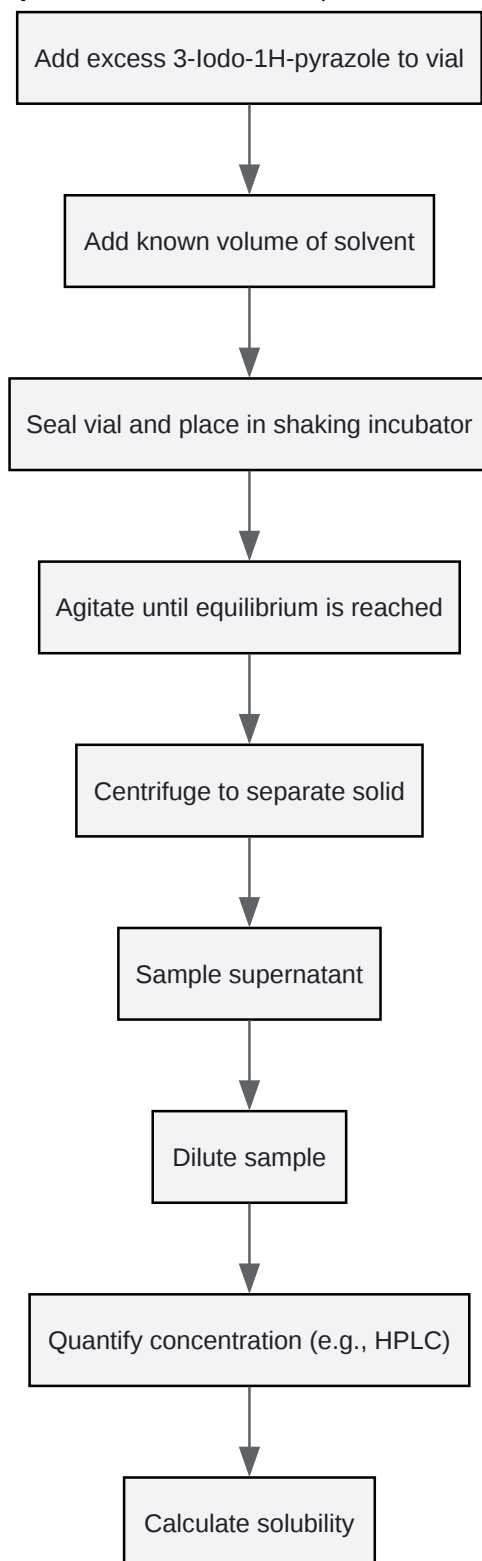 Add excess 3-Iodo-1H-pyrazole to vial
Add known volume of solvent
Seal vial and place in shaking incubator
Agitate until equilibrium is reached
Centrifuge to separate solid
Sample supernatant
Dilute sample
Quantify concentration (e.g., HPLC)
Calculate solubility